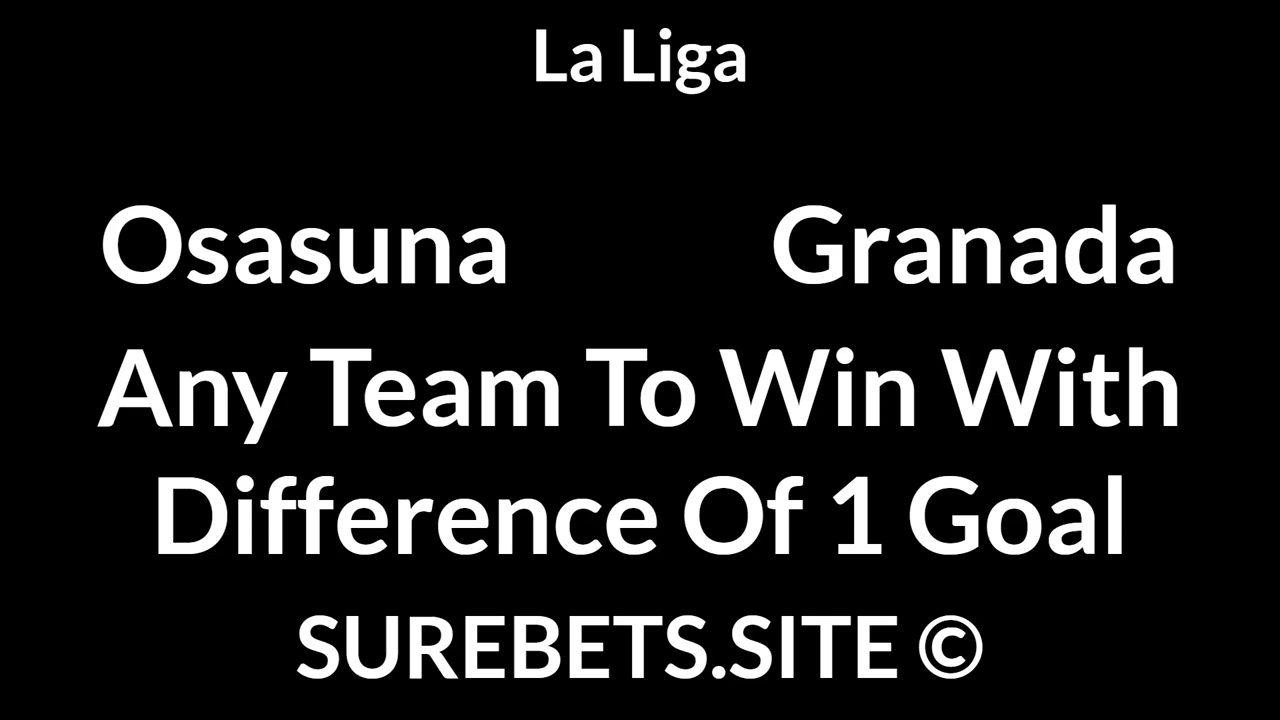 La Liga
Osasuna Granada
Any Team To Win With
Difference Of 1 Goal
SUREBETS.SITE ©